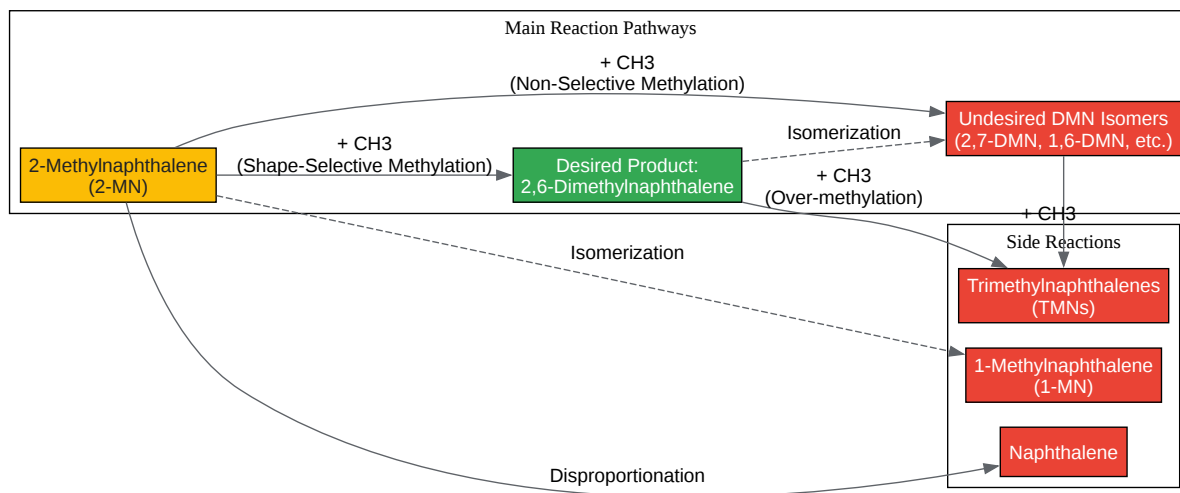 Main Reaction Pathways
+ CH3
(Non-Selective Methylation)
Undesired DMN Isomers
(2,7-DMN, 1,6-DMN, etc.)
Isomerization
+ CH3
(Shape-Selective Methylation)
2-Methylnaphthalene
(2-MN)
Desired Product:
2,6-Dimethylnaphthalene
+ CH3
(Over-methylation)
+ CH3
Side Reactions
Isomerization
Trimethylnaphthalenes
(TMNs)
1-Methylnaphthalene
(1-MN)
Naphthalene
Disproportionation